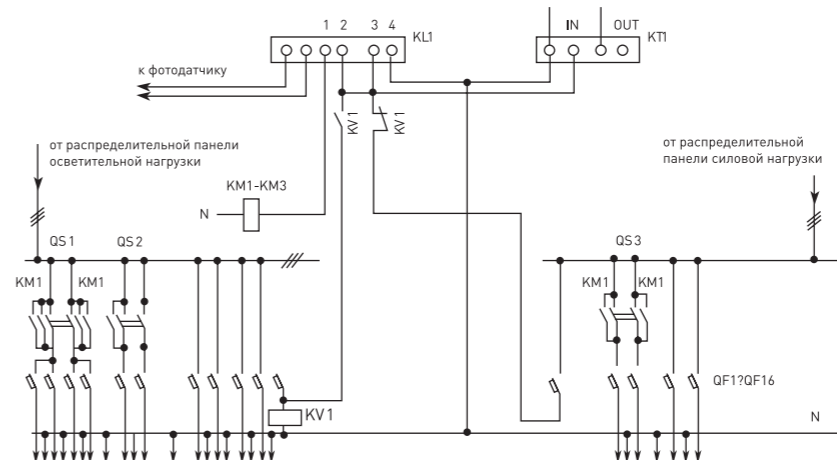 1 2 3 4 KL1
IN OUT KT1
к фотодатчику
KV1
KV1
от распределительной панели
осветительной нагрузки
от распределительной
панели силовой нагрузки
KM1-KM3
N
QS1
QS2
QS3
KM1
KM1
KM1
KM1
QF1?QF16
KV1
N